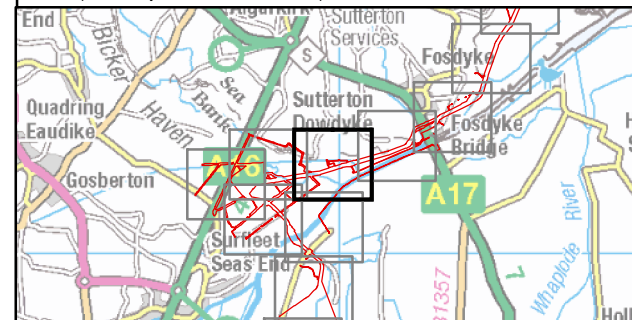 End
Algarkirk
Sutterton
Services
S
Bicker
Haven
Sea
Bank
Fosdyke
Quadring
Eaudike
Sutterton
Dowdyke
Fosdyke
Bridge
A16
Gosberton
A17
Surfleet
Seas End
B1357
River
Whaplode
Holl